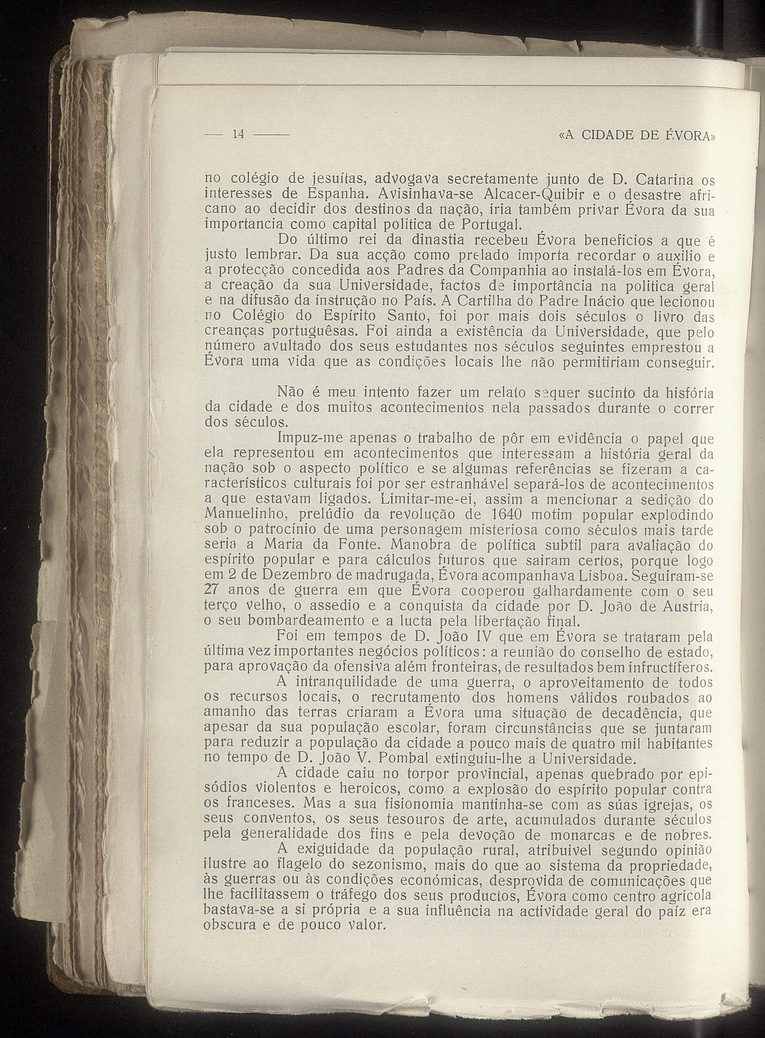 — 14 —— «A CIDADE DE ÉVORA»
no colégio de jesuítas, advogava secretamente junto de D. Catarina os
interesses de Espanha. Avisinhava-se Alcacer-Quibir e o desastre afri-
cano ao decidir dos destinos da nação, iria também privar Évora da sua
importancia como capital politica de Portugal.
Do último rei da dinastia recebeu Évora beneficios a que é
justo lembrar. Da sua acção como prelado importa recordar o auxilio e
a protecção concedida aos Padres da Companhia ao instalá-los em Évora,
a creação da sua Universidade, factos de importância na politica geral
e na difusão da instrução no País. A Cartilha do Padre Inácio que lecionou
no Colégio do Espírito Santo, foi por mais dois séculos o livro das
creanças portuguêsas. Foi ainda a existência da Universidade, que pelo
número avultado dos seus estudantes nos séculos seguintes emprestou a
Évora uma vida que as condições locais lhe não permitiriam conseguir.
Não é meu intento fazer um relato sequer sucinto da hisfória
da cidade e dos muitos acontecimentos nela passados durante o correr
dos séculos.
Impuz-me apenas o trabalho de pôr em evidência o papel que
ela representou em acontecimentos que interessam a história geral da
nação sob o aspecto político e se algumas referências se fizeram a ca-
racterísticos culturais foi por ser estranhável separá-los de acontecimentos
a que estavam ligados. Limitar-me-ei, assim a mencionar a sedição do
Manuelinho, prelúdio da revolução de 1640 motim popular explodindo
sob o patrocínio de uma personagem misteriosa como séculos mais tarde
seria a Maria da Fonte. Manobra de política subtil para avaliação do
espírito popular e para cálculos futuros que sairam certos, porque logo
em 2 de Dezembro de madrugada, Évora acompanhava Lisboa. Seguiram-se
27 anos de guerra em que Évora cooperou galhardamente com o seu
terço velho, o assedio e a conquista da cidade por D. João de Austria,
o seu bombardeamento e a lucta pela libertação final.
Foi em tempos de D. João IV que em Évora se trataram pela
última vez importantes negócios políticos: a reunião do conselho de estado,
para aprovação da ofensiva além fronteiras, de resultados bem infructíferos.
A intranquilidade de uma guerra, o aproveitamento de todos
os recursos locais, o recrutamento dos homens válidos roubados ao
amanho das terras criaram a Évora uma situação de decadência, que
apesar da sua população escolar, foram circunstâncias que se juntaram
para reduzir a população da cidade a pouco mais de quatro mil habitantes
no tempo de D. João V. Pombal extinguiu-lhe a Universidade.
A cidade caiu no torpor provincial, apenas quebrado por epi-
sódios violentos e heroicos, como a explosão do espírito popular contra
os franceses. Mas a sua fisionomia mantinha-se com as súas igrejas, os
seus conventos, os seus tesouros de arte, acumulados durante séculos
pela generalidade dos fins e pela devoção de monarcas e de nobres.
A exiguidade da população rural, atribuivel segundo opinião
ilustre ao flagelo do sezonismo, mais do que ao sistema da propriedade,
às guerras ou às condições económicas, desprovida de comunicações que
lhe facilitassem o tráfego dos seus productos, Évora como centro agricola
bastava-se a si própria e a sua influência na actividade geral do paíz era
obscura e de pouco valor.